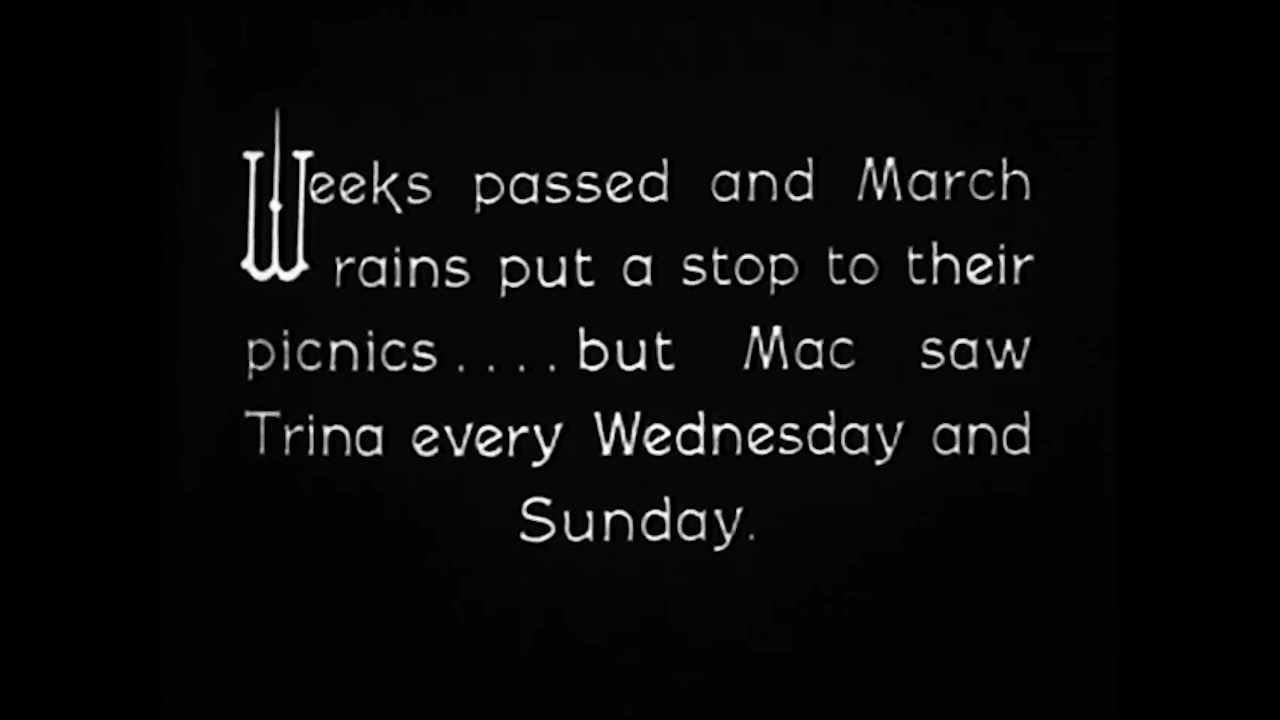 Weeks passed and March
rains put a stop to their
picnics....but Mac saw
Trina every Wednesday and
Sunday.